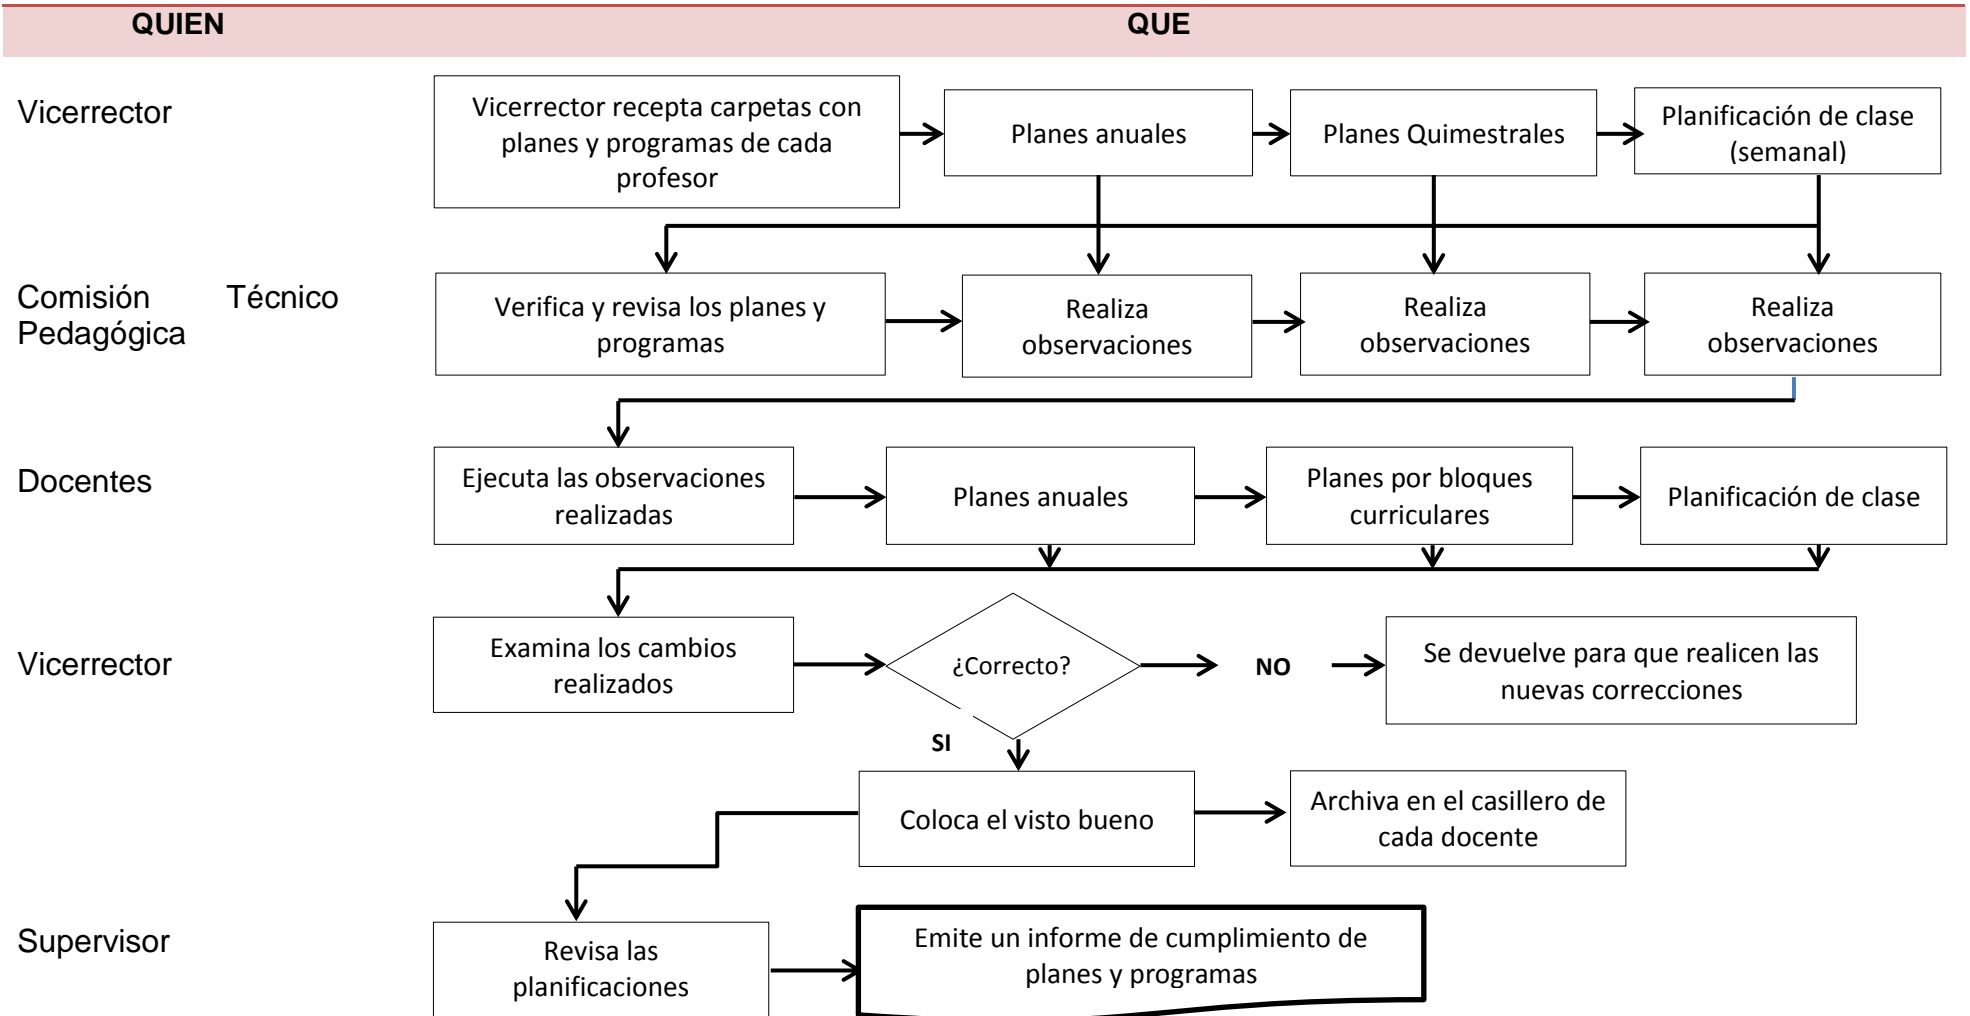 QUIEN
QUE
Vicerrector
Vicerrector recepta carpetas con
planes y programas de cada
profesor
Planes anuales
Planes Quimestrales
Planificación de clase
(semanal)
Comisión Técnico
Pedagógica
Verifica y revisa los planes y
programas
Realiza
observaciones
Realiza
observaciones
Realiza
observaciones
Docentes
Ejecuta las observaciones
realizadas
Planes anuales
Planes por bloques
curriculares
Planificación de clase
Vicerrector
Examina los cambios
realizados
¿Correcto?
NO
Se devuelve para que realicen las
nuevas correcciones
SI
Coloca el visto bueno
Archiva en el casillero de
cada docente
Supervisor
Revisa las
planificaciones
Emite un informe de cumplimiento de
planes y programas